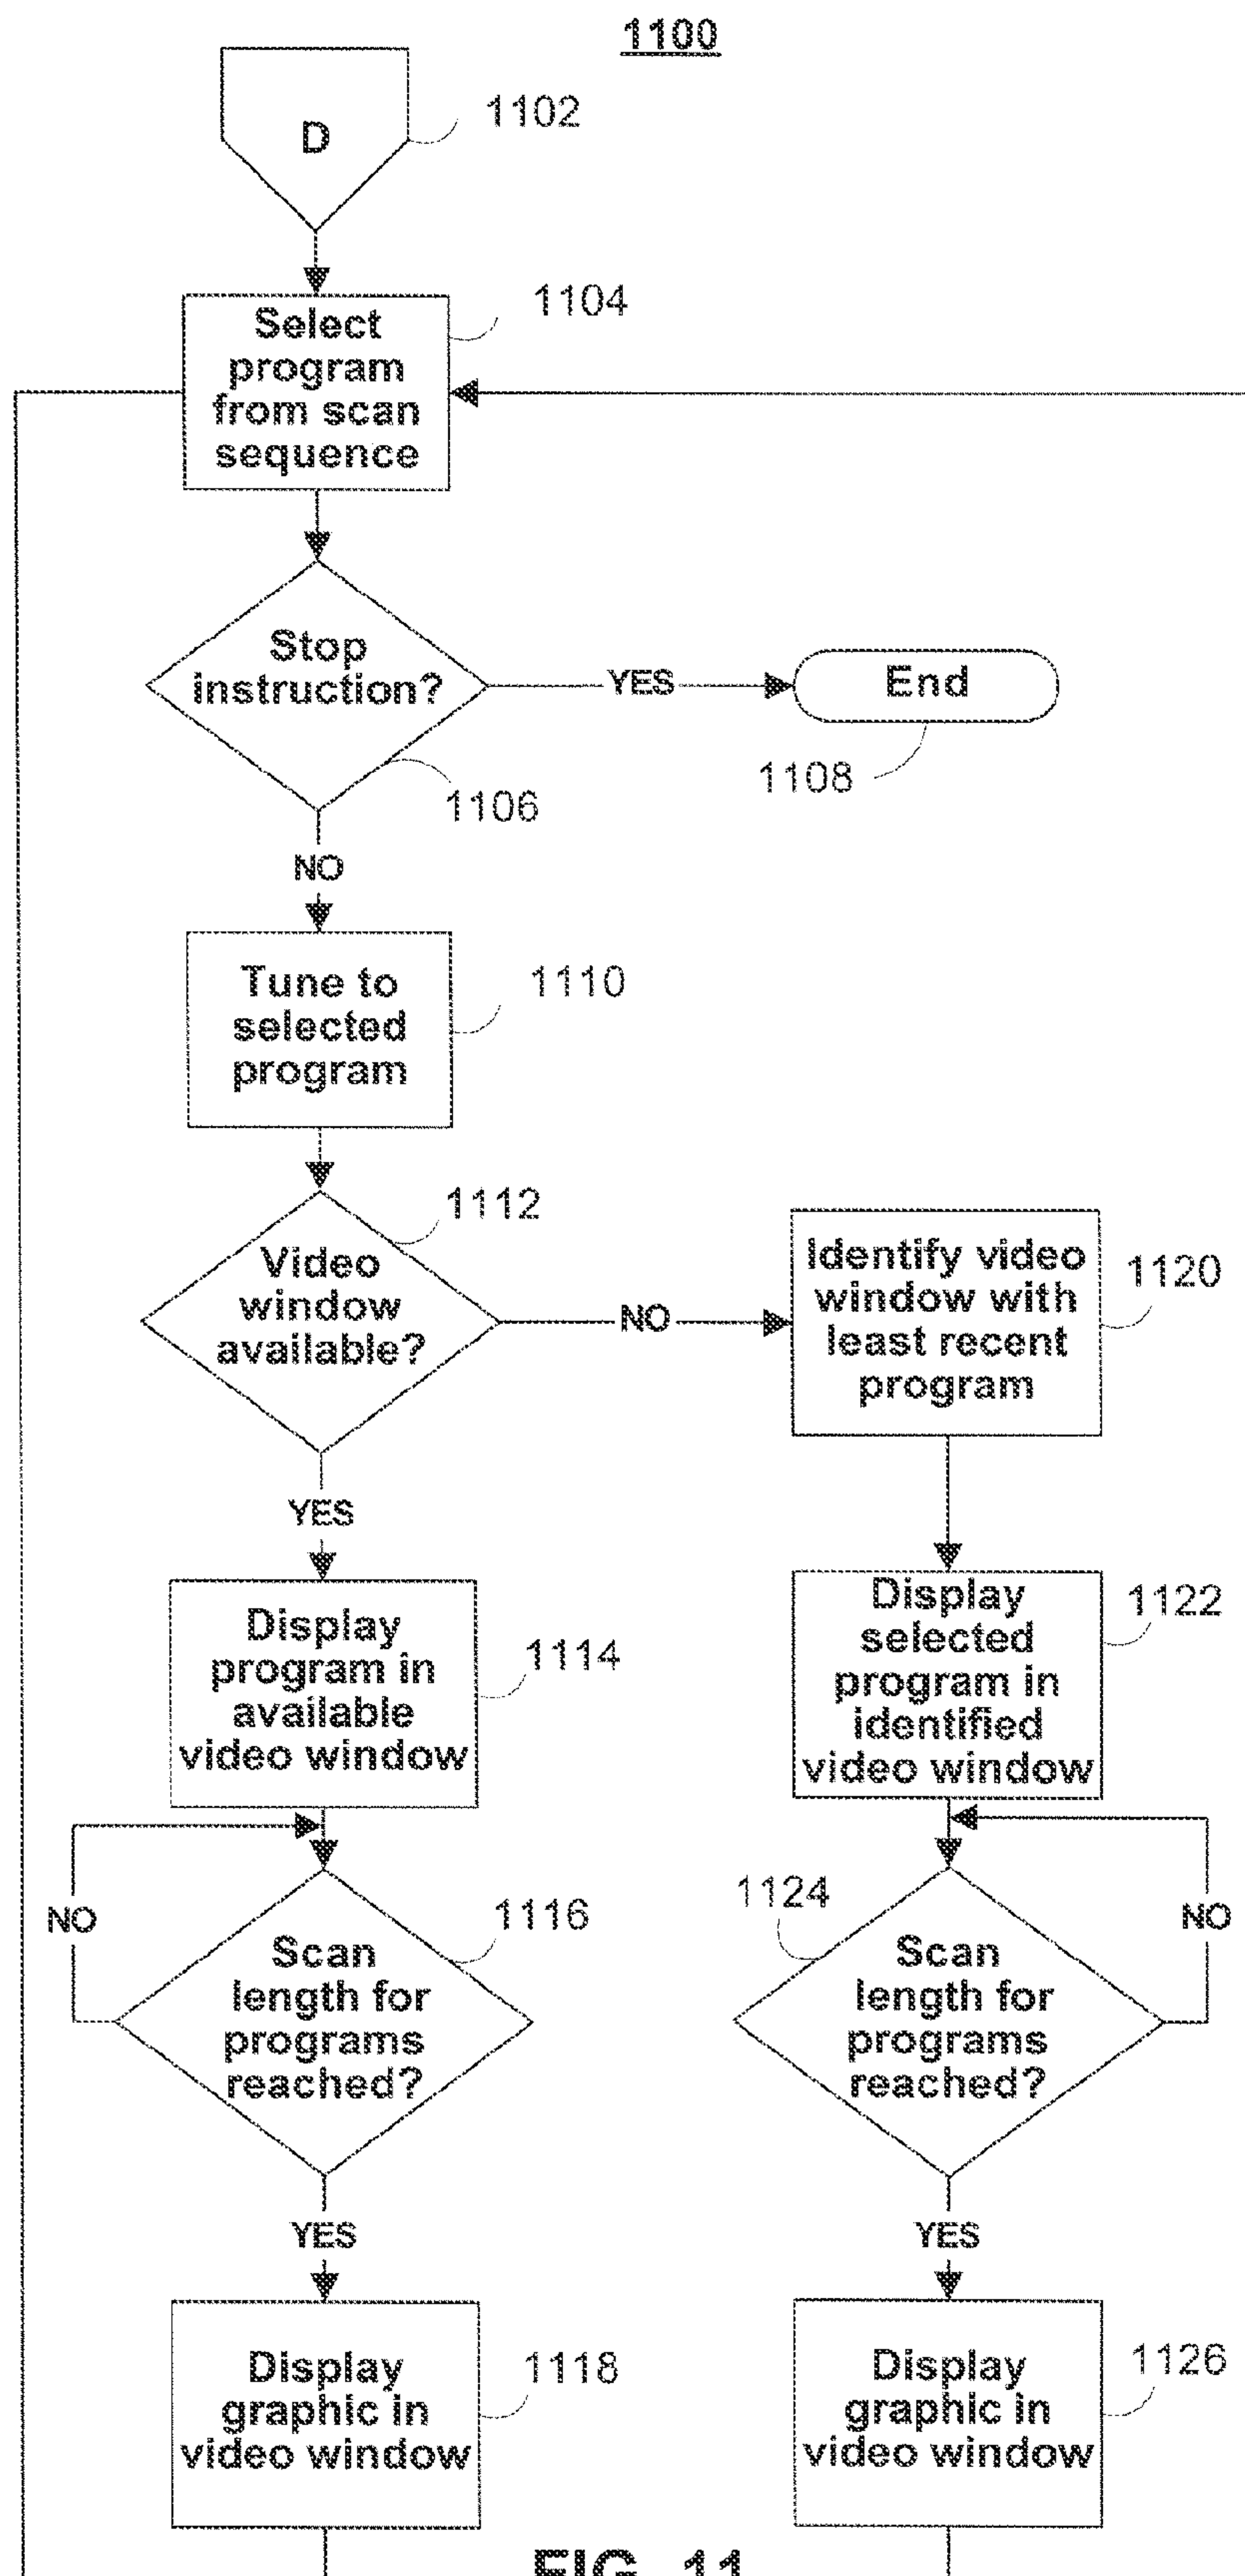 1100
D
1102
Select
program
from scan
sequence
1104
Stop
instruction?
1106
YES
End
1108
NO
Tune to
selected
program
1110
Video
window
available?
1112
NO
Identify video
window with
least recent
program
1120
YES
Display
program in
available
video window
1114
Display
selected
program in
identified
video window
1122
NO
Scan
length for
programs
reached?
1116
1124
Scan
length for
programs
reached?
NO
YES
YES
Display
graphic in
video window
1118
Display
graphic in
video window
1126
FIG. 11